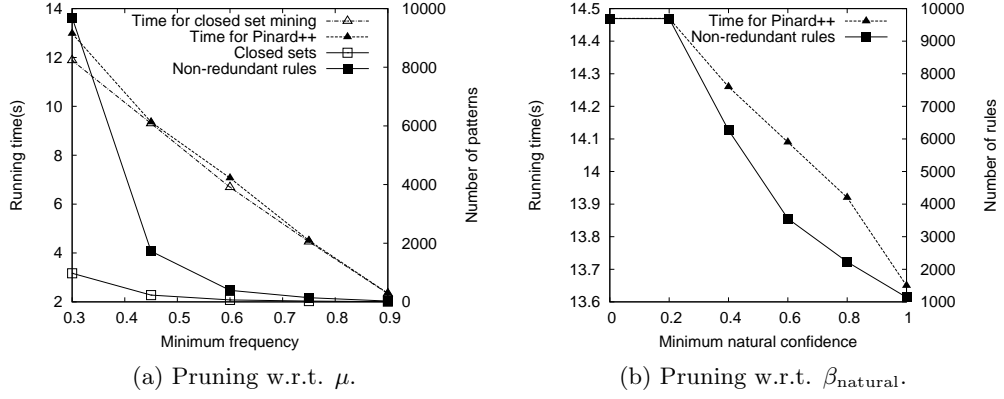 14
12
10
8
6
4
2
0.3 0.4 0.5 0.6 0.7 0.8 0.9
10000
8000
6000
4000
2000
0
Running time(s)
Number of patterns
Minimum frequency
Time for closed set mining
Time for Pinard++
Closed sets
Non-redundant rules
(a) Pruning w.r.t. μ.
14.5
14.4
14.3
14.2
14.1
14
13.9
13.8
13.7
13.6
0 0.2 0.4 0.6 0.8 1
10000
9000
8000
7000
6000
5000
4000
3000
2000
1000
Running time(s)
Number of rules
Minimum natural confidence
Time for Pinard++
Non-redundant rules
(b) Pruning w.r.t. βnatural.